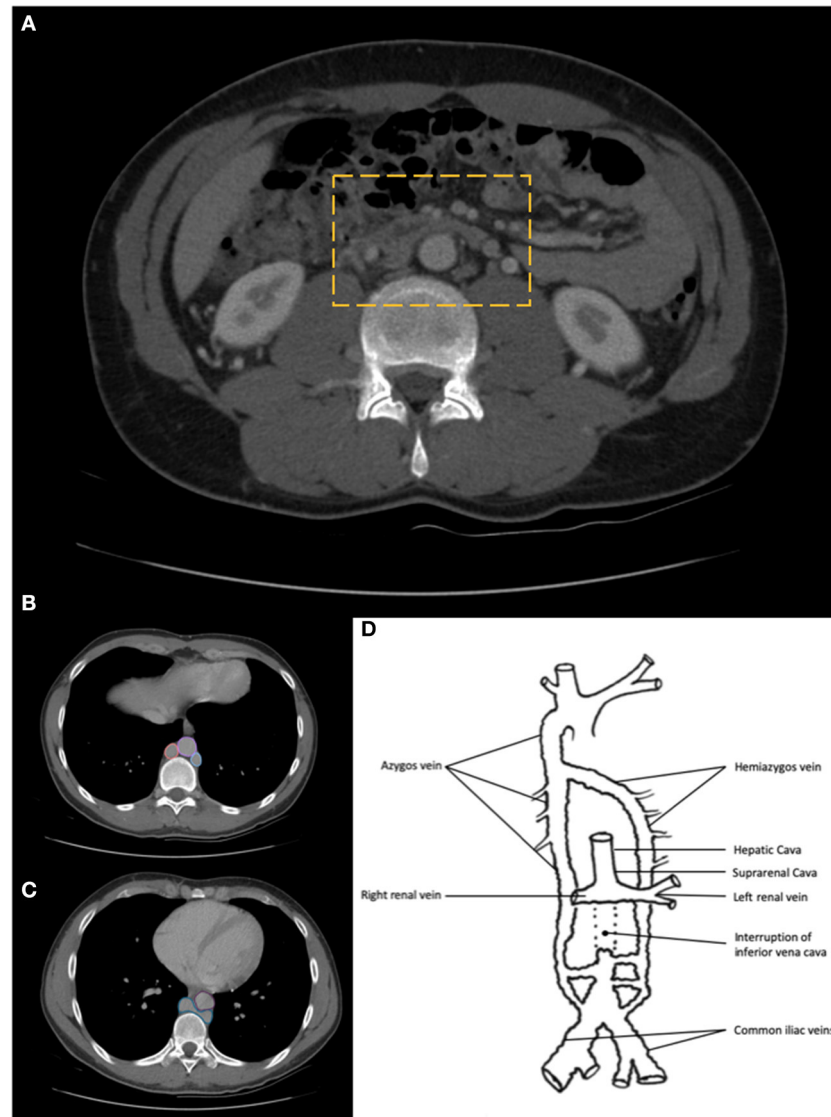 A
B
C
D
Azygos vein
Hemiazygos vein
Hepatic Cava
Suprarenal Cava
Right renal vein
Left renal vein
Interruption of
inferior vena cava
Common iliac veins